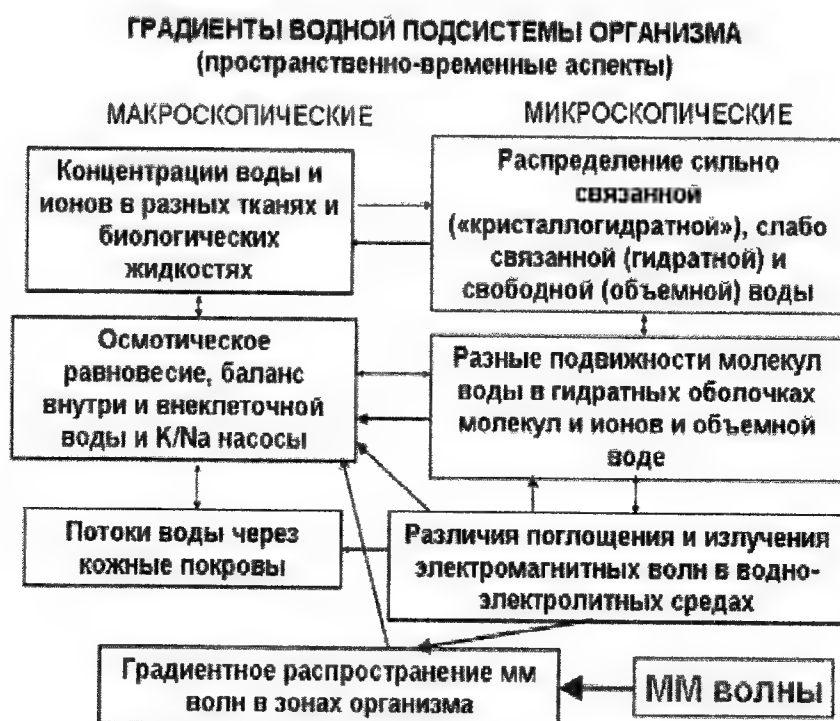 ГРАДИЕНТЫ ВОДНОЙ ПОДСИСТЕМЫ ОРГАНИЗМА
(пространственно-временные аспекты)
МАКРОСКОПИЧЕСКИЕ
Концентрации воды и
ионов в разных тканях и
биологических
жидкостях
Осмотическое
равновесие, баланс
внутри и внеклеточной
воды и K/Na насосы
Потоки воды через
кожные покровы
МИКРОСКОПИЧЕСКИЕ
Распределение сильно
связанной
(«кристаллогидратной»), слабо
связанной (гидратной) и
свободной (объемной) воды
Разные подвижности молекул
воды в гидратных оболочках
молекул и ионов и объемной
воде
Различия поглощения и излучения
электромагнитных волн в водно-
электролитных средах
Градиентное распространение мм
волн в зонах организма
ММ волны